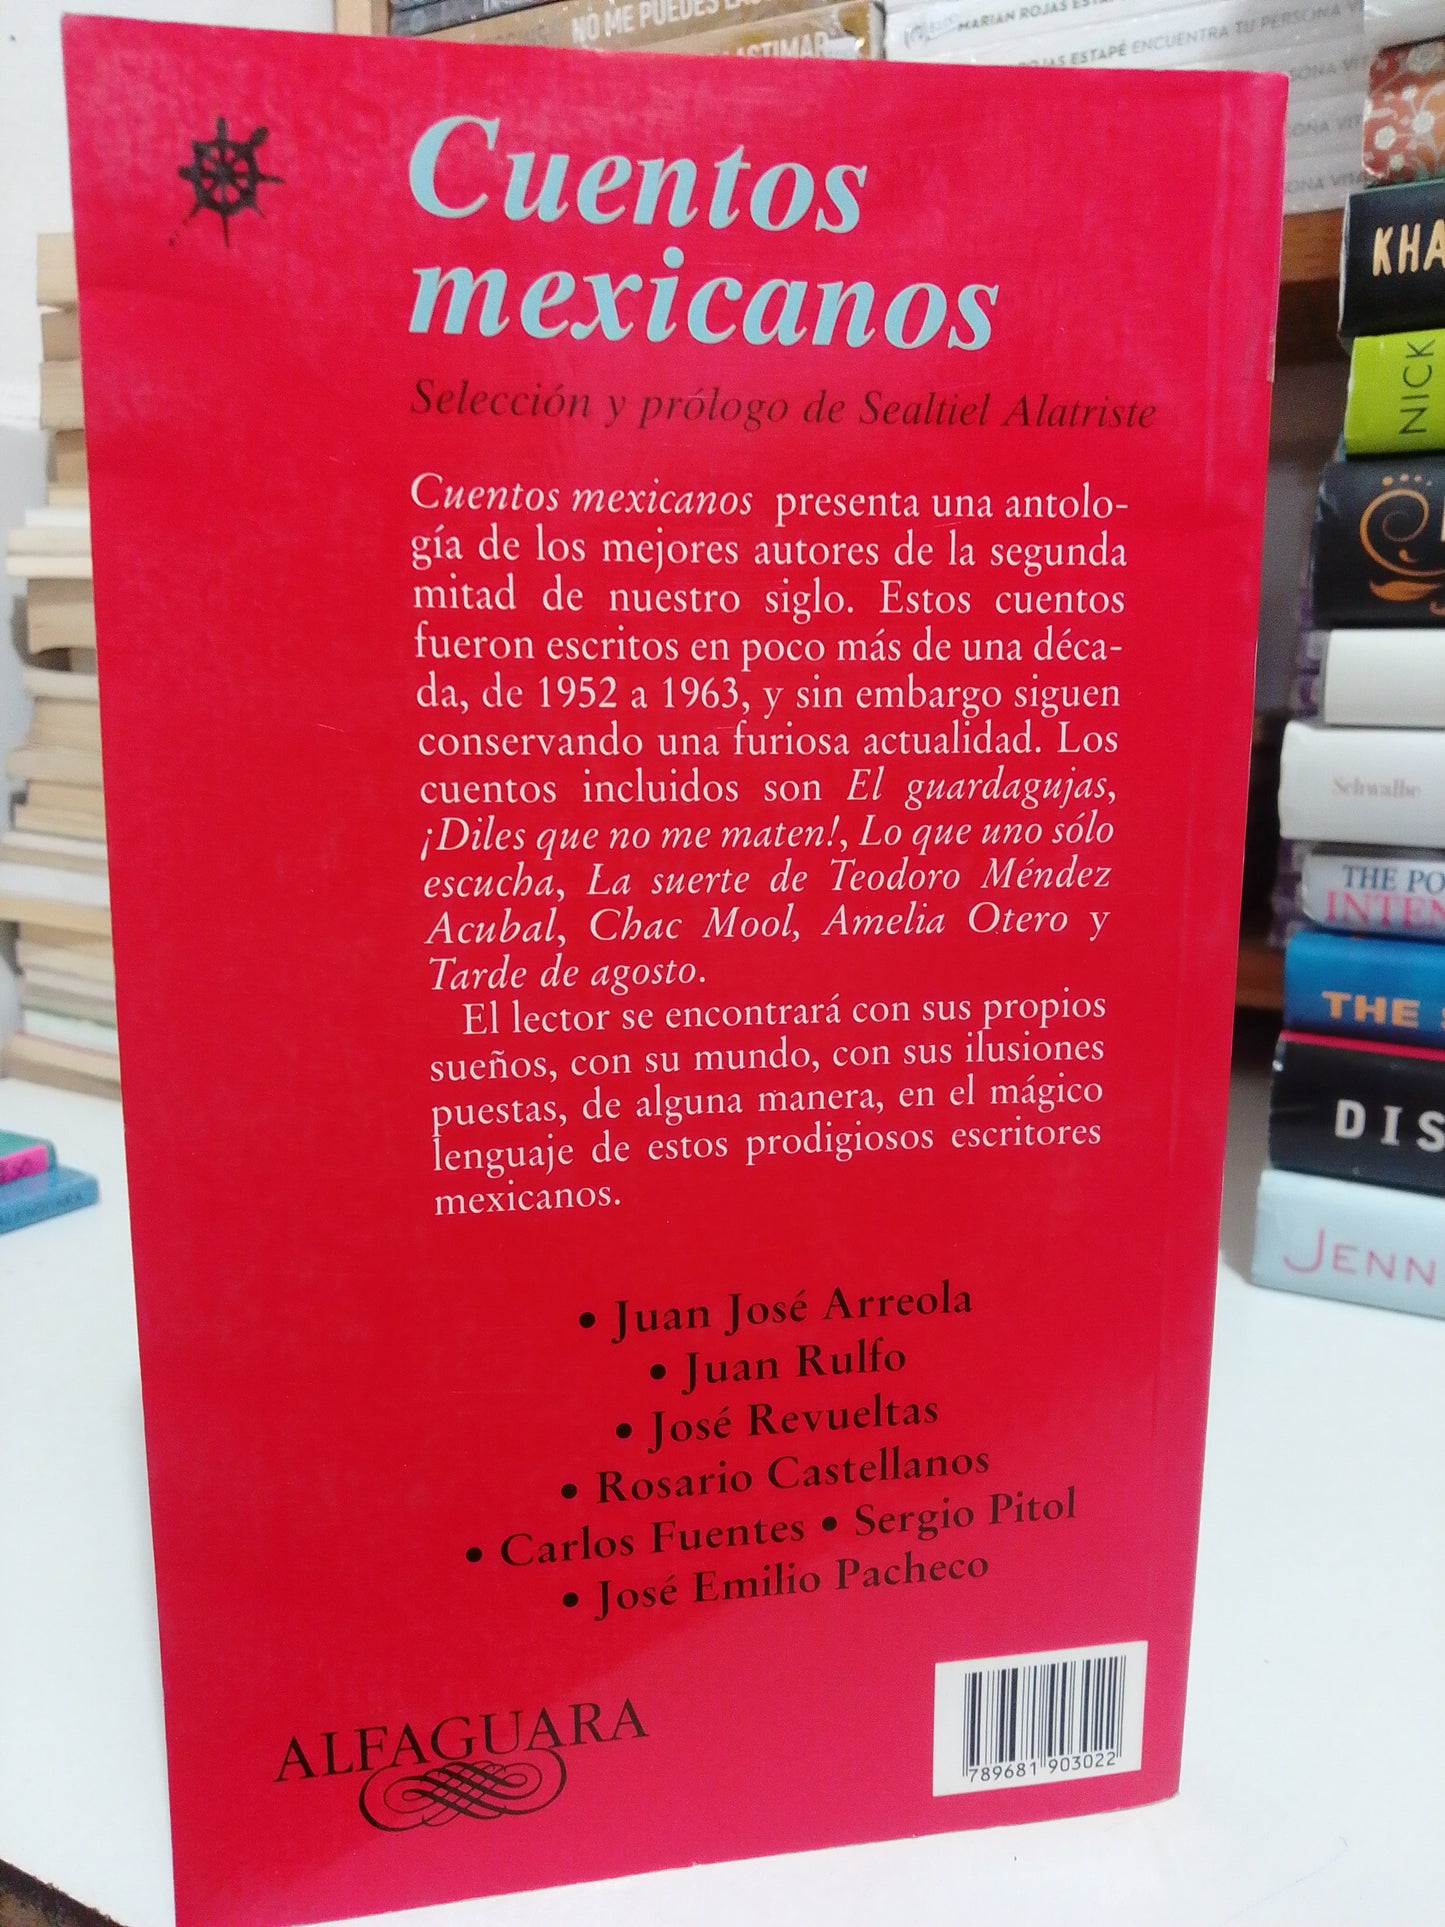 NO ME PUEDES LAS
LASTIMAR
MARIAN ROJAS ESTAP
ROJAS ESTAPÉ ENCUENTRA TU PERSONA VI
Cuentos
mexicanos
Selección y prólogo de Sealtiel Alatriste
Cuentos mexicanos presenta una antolo-
gía de los mejores autores de la segunda
mitad de nuestro siglo. Estos cuentos
fueron escritos en poco más de una déca-
da, de 1952 a 1963, y sin embargo siguen
conservando una furiosa actualidad. Los
cuentos incluidos son El guardagujas,
¡Diles que no me maten!, Lo que uno sólo
escucha, La suerte de Teodoro Méndez
Acubal, Chac Mool, Amelia Otero y
Tarde de agosto.
El lector se encontrará con sus propios
sueños, con su mundo, con sus ilusiones
puestas, de alguna manera, en el mágico
lenguaje de estos prodigiosos escritores
mexicanos.
• Juan José Arreola
• Juan Rulfo
• José Revueltas
• Rosario Castellanos
• Carlos Fuentes • Sergio Pitol
• José Emilio Pacheco
ALFAGUARA
789681 903022
KHA
NICK
Schwalbe
THE PO
INTEN
THE
DIS
JENN